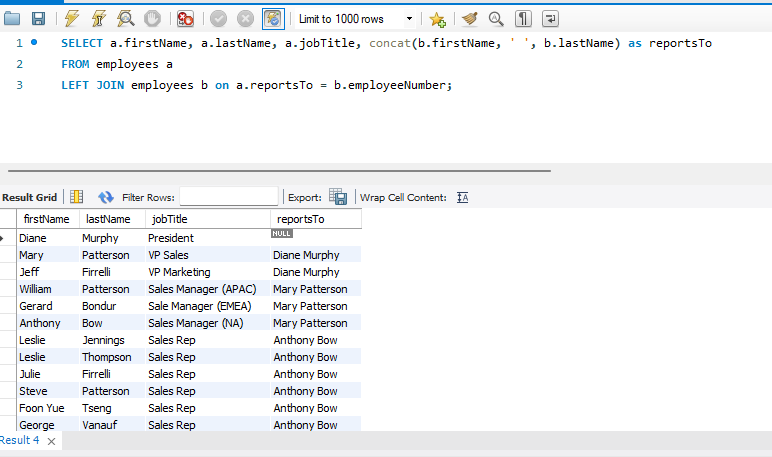 Limit to 1000 rows
1 SELECT a.firstName, a.lastName, a.jobTitle, concat(b.firstName, ' ', b.lastName) as reportsTo
2 FROM employees a
3 LEFT JOIN employees b on a.reportsTo = b.employeeNumber;
Result Grid Filter Rows: Export: Wrap Cell Content:
firstName lastName jobTitle reportsTo
Diane Murphy President NULL
Mary Patterson VP Sales Diane Murphy
Jeff Firrelli VP Marketing Diane Murphy
William Patterson Sales Manager (APAC) Mary Patterson
Gerard Bondur Sale Manager (EMEA) Mary Patterson
Anthony Bow Sales Manager (NA) Mary Patterson
Leslie Jennings Sales Rep Anthony Bow
Leslie Thompson Sales Rep Anthony Bow
Julie Firrelli Sales Rep Anthony Bow
Steve Patterson Sales Rep Anthony Bow
Foon Yue Tseng Sales Rep Anthony Bow
George Vanauf Sales Rep Anthony Bow
Result 4